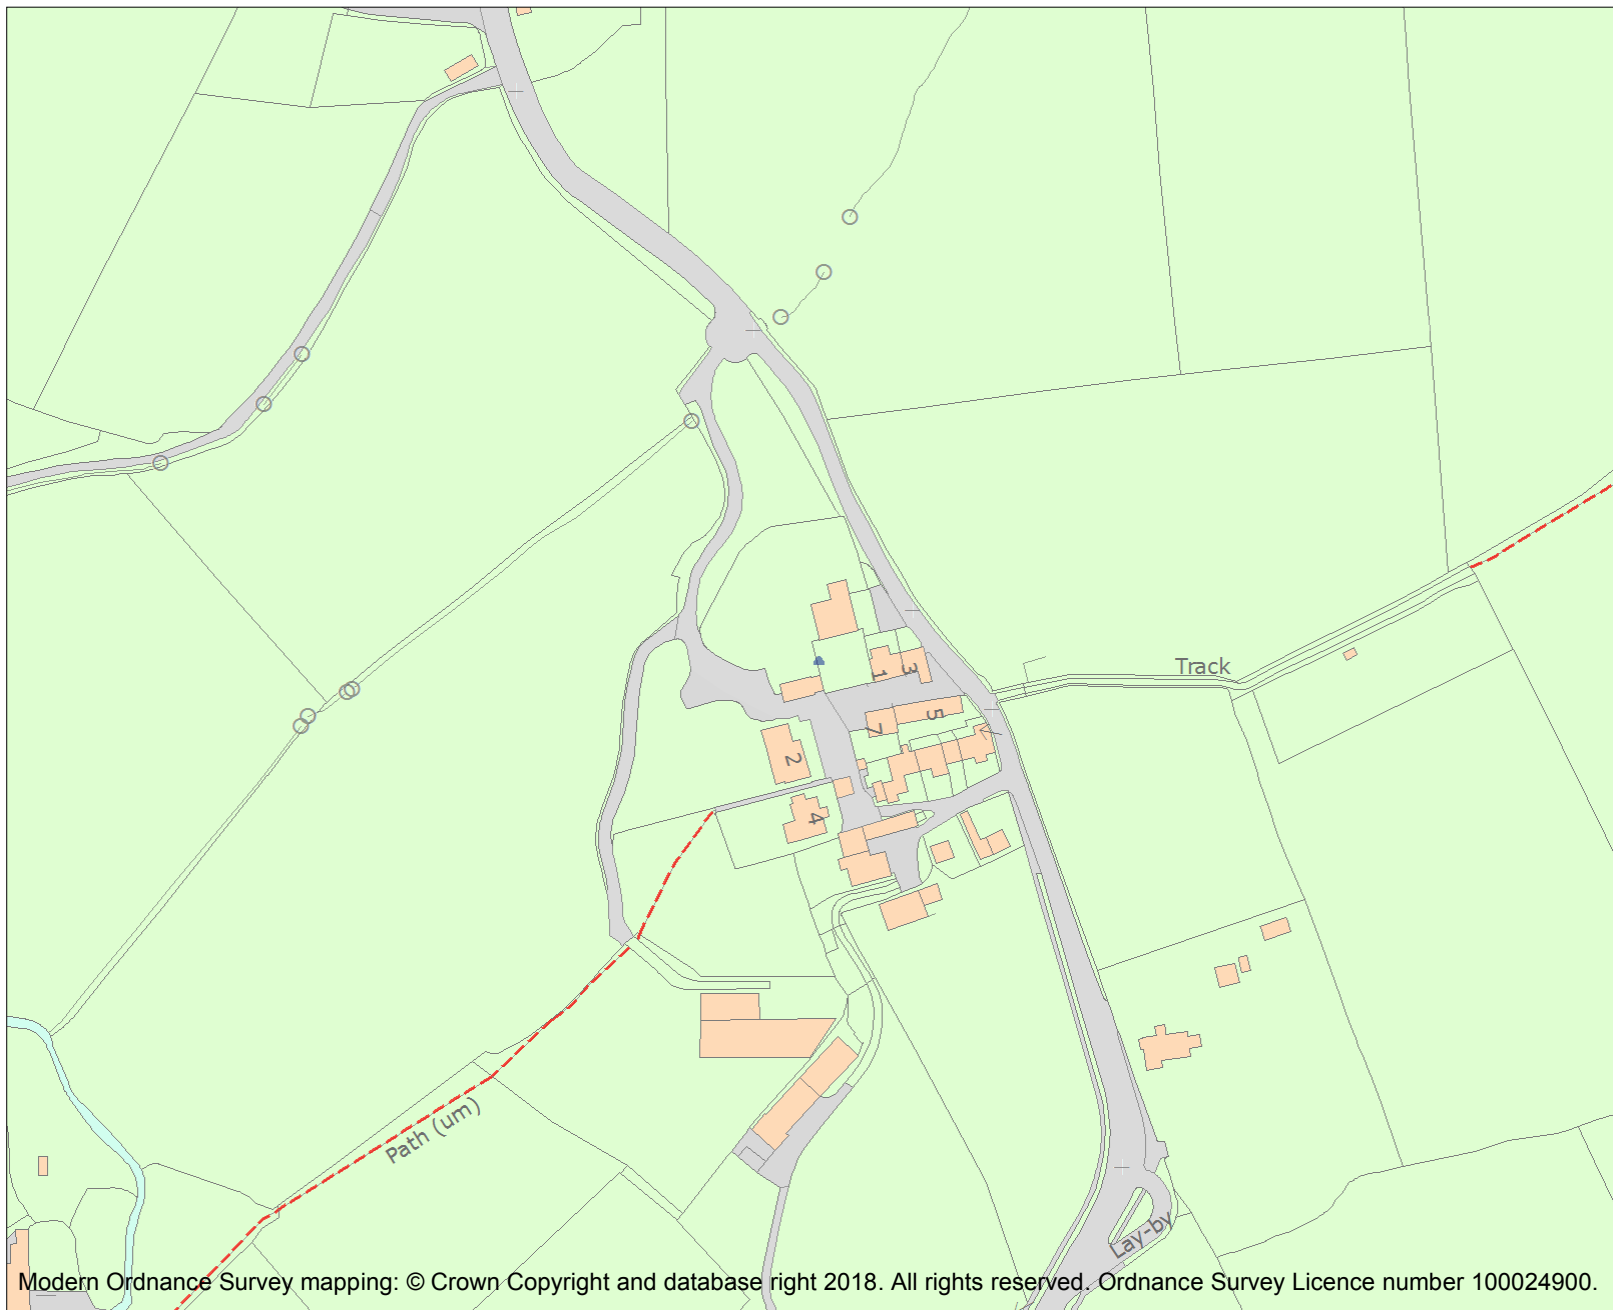 Track
1
3
5
7
2
4
Path (um)
Lay-by
Modern Ordnance Survey mapping: © Crown Copyright and database right 2018. All rights reserved. Ordnance Survey Licence number 100024900.